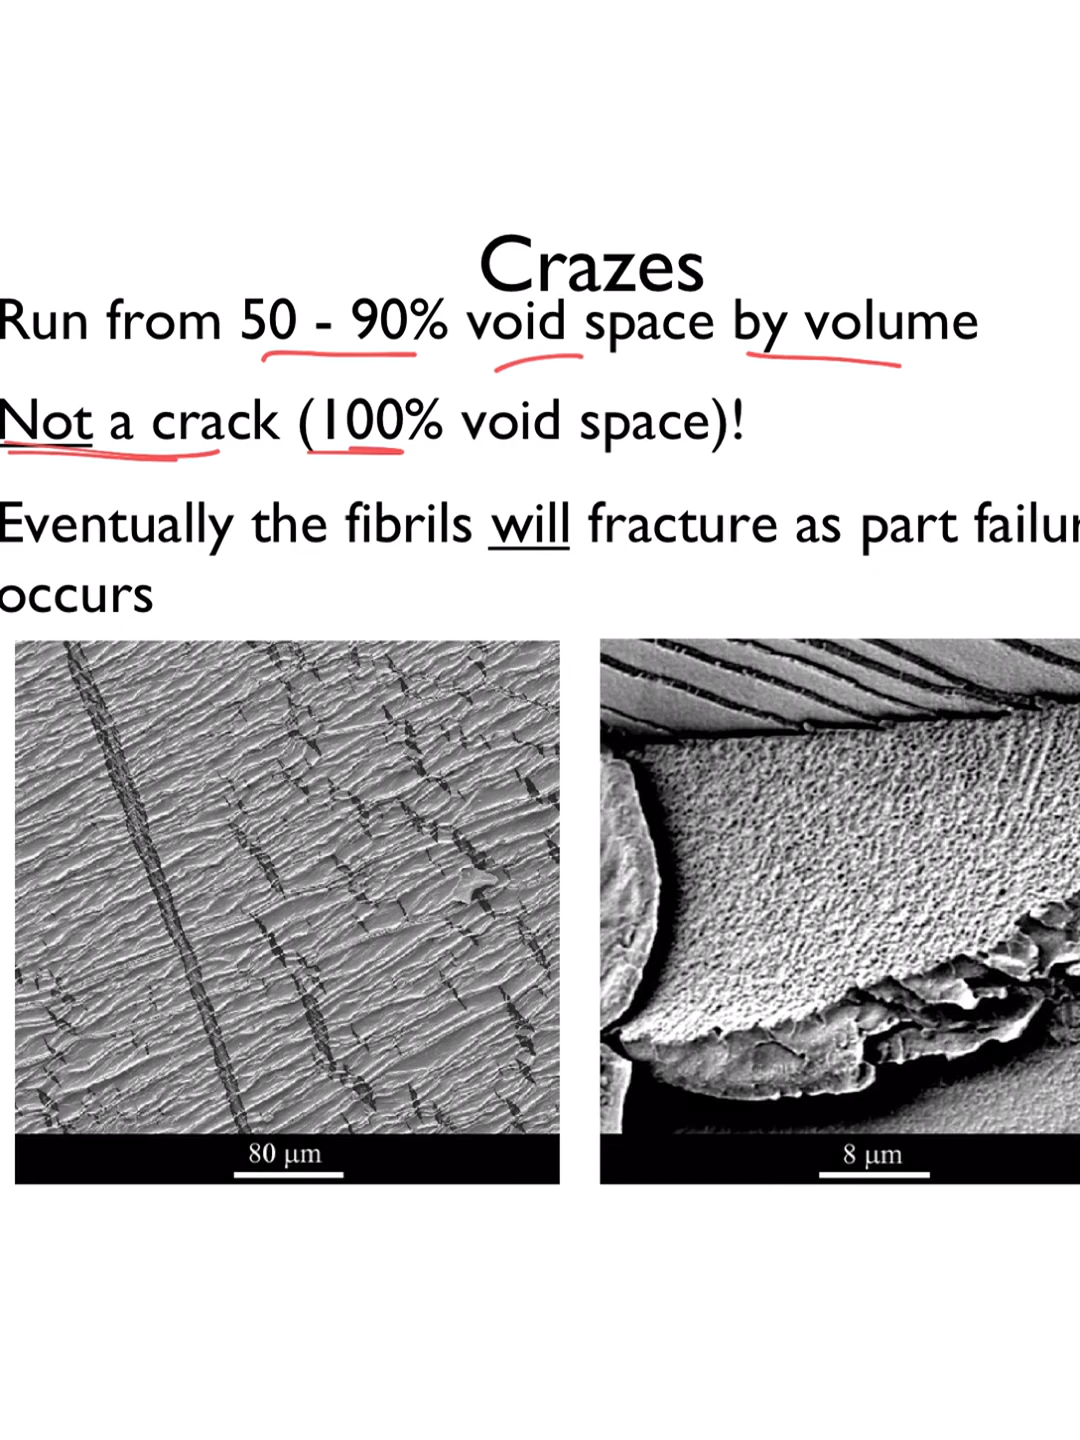 Crazes
Run from 50 - 90% void space by volume
Not a crack (100% void space)!
Eventually the fibrils will fracture as part
occurs
80 μm
8 μm